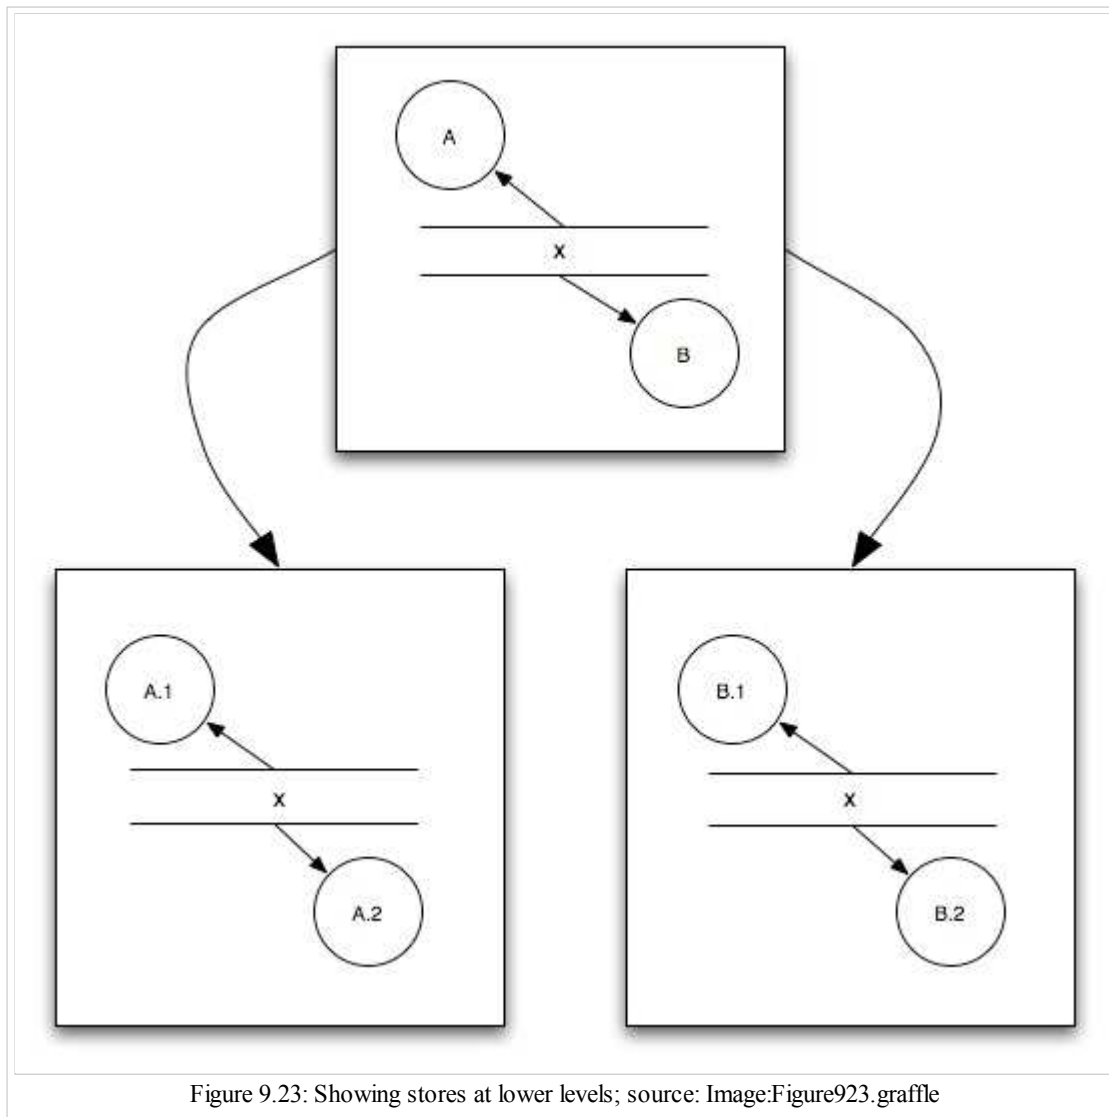 A
X
B
A.1
X
A.2
B.1
X
B.2
Figure 9.23: Showing stores at lower levels; source: Image:Figure923.graffle